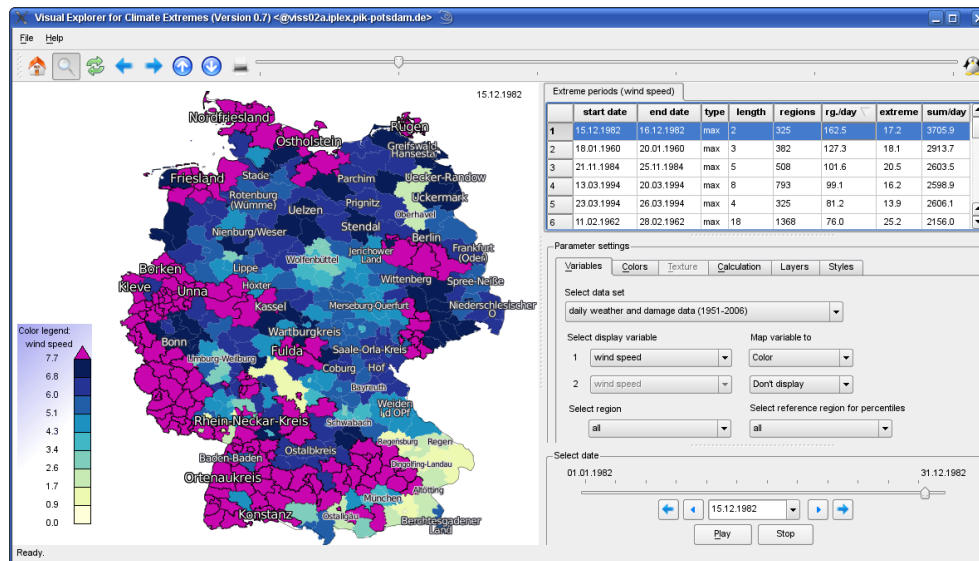 Visual Explorer for Climate Extremes (Version 0.7) <@viss02a.iplex.pik-potsdam.de>
File Help
15.12.1982
Nordfriesland
Ostholstein
Rügen
Greifswald
Hansesta
Friesland
Stade
Parchim
Uecker-Randow
Rotenburg
(Wümme)
Prignitz
Uckermark
Uelzen
Oberhavel
Stendal
Nienburg/Weser
Berlin
Jerichower
Land
Frankfurt
(Oden)
Wolfenbüttel
Borken
Lippe
Wittenberg
Spree-Neiße
Kleve
Unna
Höxter
Kassel
Merseburg-Querfurt
Niederschlesischer
O
Wartburgkreis
Bonn
Fulda
Saale-Orla-Kreis
Limburg-Weilburg
Coburg
Hof
Bayreuth
Weiden
i d OPf
Rhein-Neckar-Kreis
Schwabach
Regensburg
Regen
Baden-Baden
Ostalbkreis
Dingolfing-Landau
Ortenaukreis
Altötting
München
Konstanz
Ostallgäu
Berchtesgadener
Land
Color legend:
wind speed
7.7
6.8
6.0
5.1
4.3
3.4
2.6
1.7
0.9
0.0
Extreme periods (wind speed)
start date end date type length regions rg./day extreme sum/day
1 15.12.1982 16.12.1982 max 2 325 162.5 17.2 3705.9
2 18.01.1960 20.01.1960 max 3 382 127.3 18.1 2913.7
3 21.11.1984 25.11.1984 max 5 508 101.6 20.5 2603.5
4 13.03.1994 20.03.1994 max 8 793 99.1 16.2 2598.9
5 23.03.1994 26.03.1994 max 4 325 81.2 13.9 2606.1
6 11.02.1962 28.02.1962 max 18 1368 76.0 25.2 2156.0
Parameter settings
Variables Colors Texture Calculation Layers Styles
Select data set
daily weather and damage data (1951-2006)
Select display variable Map variable to
1 wind speed Color
2 wind speed Don't display
Select region Select reference region for percentiles
all all
Select date
01.01.1982 31.12.1982
15.12.1982
Play Stop
Ready.